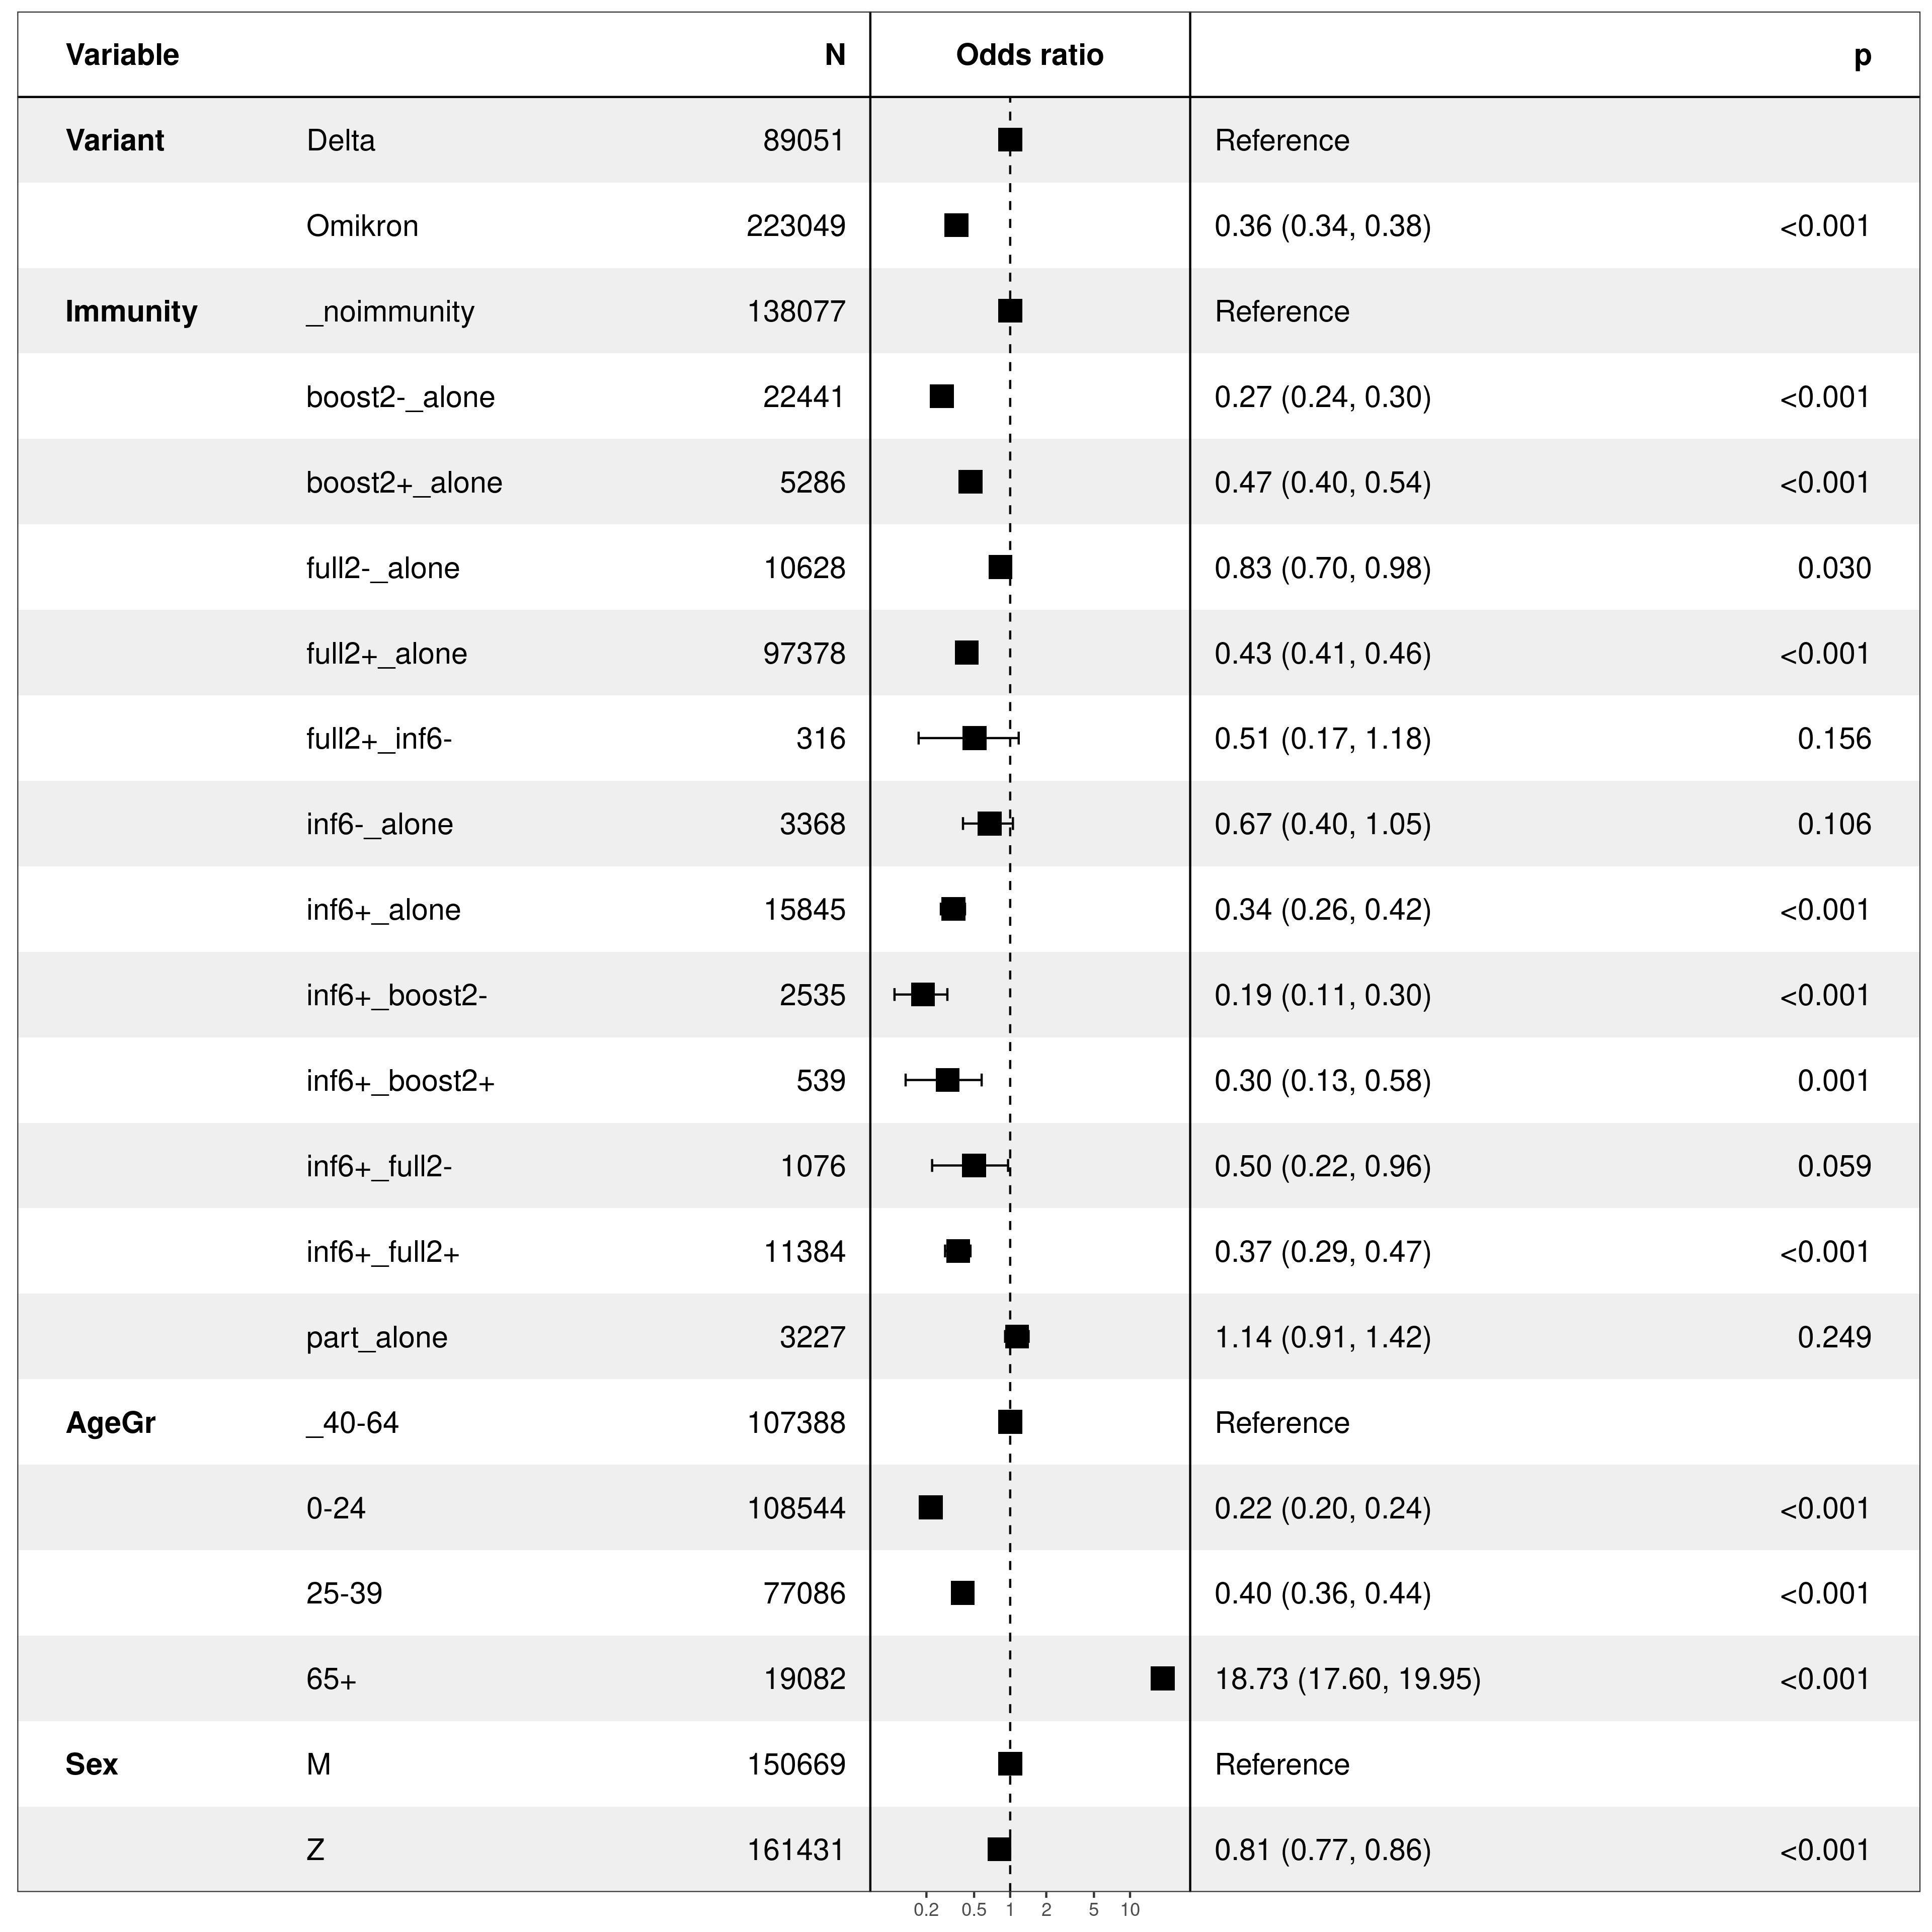 Variable N Odds ratio p
Variant Delta 89051 Reference
Omikron 223049 0.36 (0.34, 0.38) <0.001
Immunity _noimmunity 138077 Reference
boost2-_alone 22441 0.27 (0.24, 0.30) <0.001
boost2+_alone 5286 0.47 (0.40, 0.54) <0.001
full2-_alone 10628 0.83 (0.70, 0.98) 0.030
full2+_alone 97378 0.43 (0.41, 0.46) <0.001
full2+_inf6- 316 0.51 (0.17, 1.18) 0.156
inf6-_alone 3368 0.67 (0.40, 1.05) 0.106
inf6+_alone 15845 0.34 (0.26, 0.42) <0.001
inf6+_boost2- 2535 0.19 (0.11, 0.30) <0.001
inf6+_boost2+ 539 0.30 (0.13, 0.58) 0.001
inf6+_full2- 1076 0.50 (0.22, 0.96) 0.059
inf6+_full2+ 11384 0.37 (0.29, 0.47) <0.001
part_alone 3227 1.14 (0.91, 1.42) 0.249
AgeGr _40-64 107388 Reference
0-24 108544 0.22 (0.20, 0.24) <0.001
25-39 77086 0.40 (0.36, 0.44) <0.001
65+ 19082 18.73 (17.60, 19.95) <0.001
Sex M 150669 Reference
Z 161431 0.81 (0.77, 0.86) <0.001
0.2 0.5 1 2 5 10